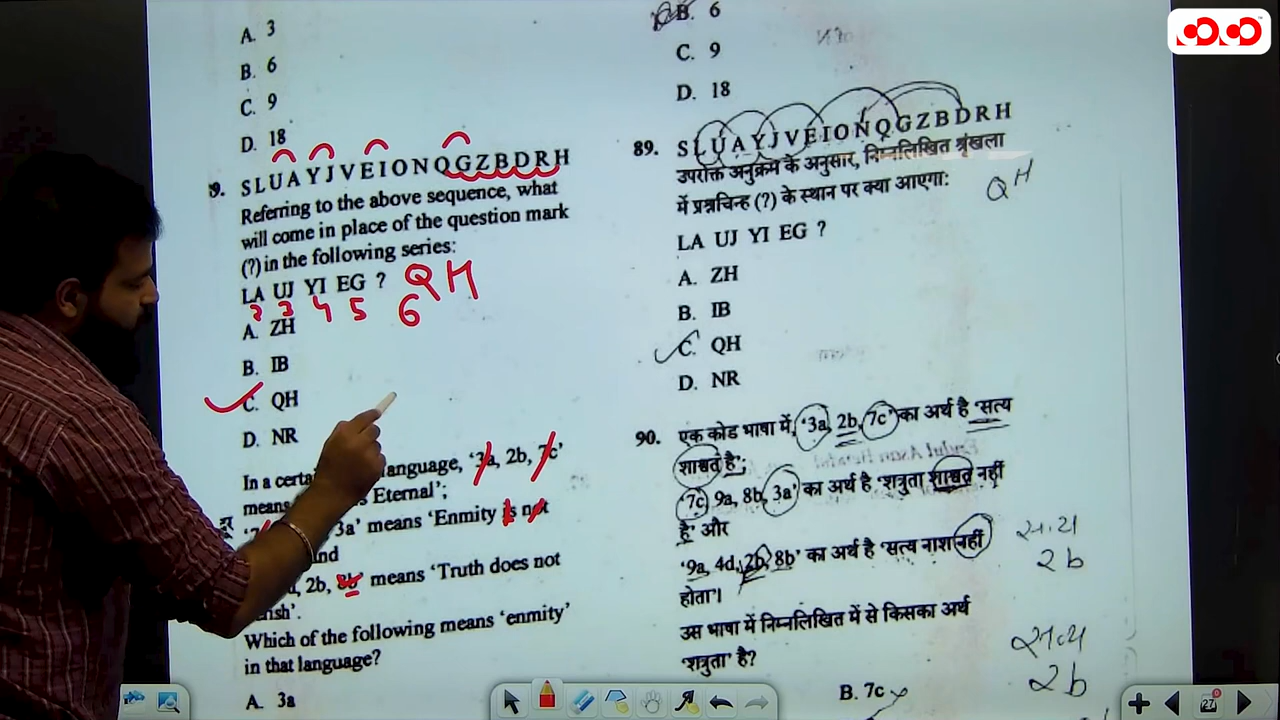 A. 3
B. 6
C. 9
D. 18
9. S L U A Y J V E I O N Q G Z B D R H
Referring to the above sequence, what
will come in place of the question mark
(?) in the following series:
LA UJ YI EG ? QH
2 3 4 5 6
A. ZH
B. IB
C. QH
D. NR
In a language, '3a, 2b, 7c'
means Eternal';
3a' means 'Enmity is not
2b, 8b' means 'Truth does not
Which of the following means 'enmity'
in that language?
A. 3a
B. 6
C. 9
D. 18
89. S L U A Y J V E I O N Q G Z B D R H
उपरोक्त अनुक्रम के अनुसार, निम्नलिखित श्रृंखला
में प्रश्नचिन्ह (?) के स्थान पर क्या आएगा:
QH
LA UJ YI EG ?
A. ZH
B. IB
C. QH
D. NR
90. एक कोड भाषा में, '3a, 2b, 7c' का अर्थ है 'सत्य
शाश्वत है';
'7c, 9a, 8b, 3a' का अर्थ है 'शत्रुता शाश्वत नहीं
है' और
'9a, 4d, 2b, 8b' का अर्थ है 'सत्य नाश नहीं
होता'।
सत्य
2b
उस भाषा में निम्नलिखित में से किसका अर्थ
'शत्रुता' है?
सत्य
2b
B. 7c
27